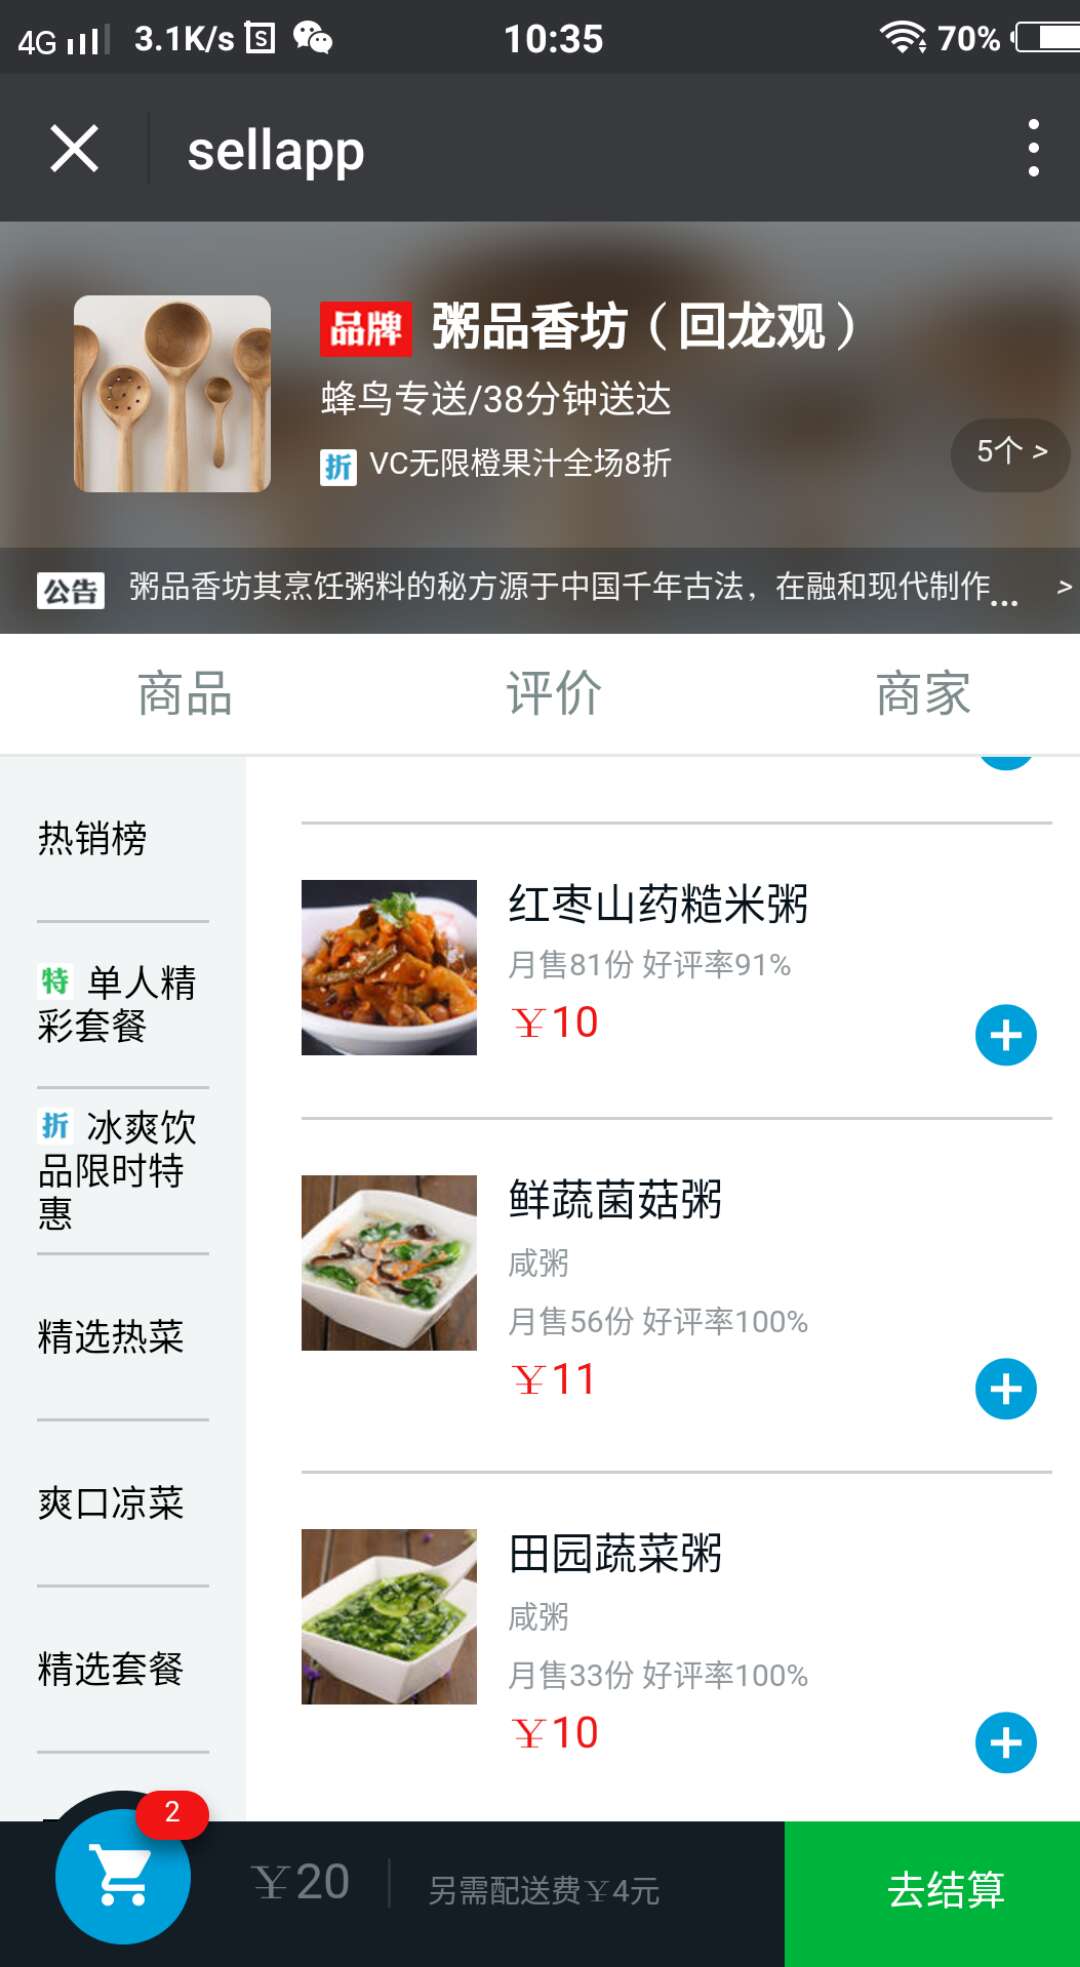 4G 3.1K/s S 10:35 70%
sellapp
品牌 粥品香坊（回龙观）
蜂鸟专送/38分钟送达
折 VC无限橙果汁全场8折
5个 >
公告 粥品香坊其烹饪粥料的秘方源于中国千年古法，在融和现代制作... >
商品 评价 商家
热销榜
特 单人精
彩套餐
折 冰爽饮
品限时特
惠
精选热菜
爽口凉菜
精选套餐
红枣山药糙米粥
月售81份 好评率91%
￥10
鲜蔬菌菇粥
咸粥
月售56份 好评率100%
￥11
田园蔬菜粥
咸粥
月售33份 好评率100%
￥10
2
￥20 另需配送费￥4元 去结算